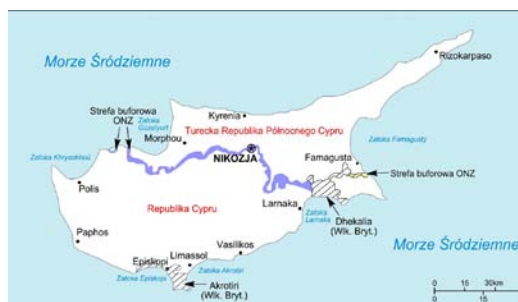 Morze Śródziemne
Rizokarpaso
Strefa buforowa
ONZ
Zatoka
Guzelyurt
Kyrenia
Morphou
Turecka Republika Północnego Cypru
Zatoka Famagusty
NIKOZJA
Zatoka Khrysokhou
Famagusta
Strefa buforowa ONZ
Polis
Republika Cypru
Larnaka
Zatoka
Larnaka
Dhekalia
(Wlk. Bryt.)
Paphos
Vasilikos
Morze Śródziemne
Episkopi
Limassol
Zatoka Episkopi
Zatoka Akrotiri
Akrotiri
(Wlk. Bryt.)
0 15 30km